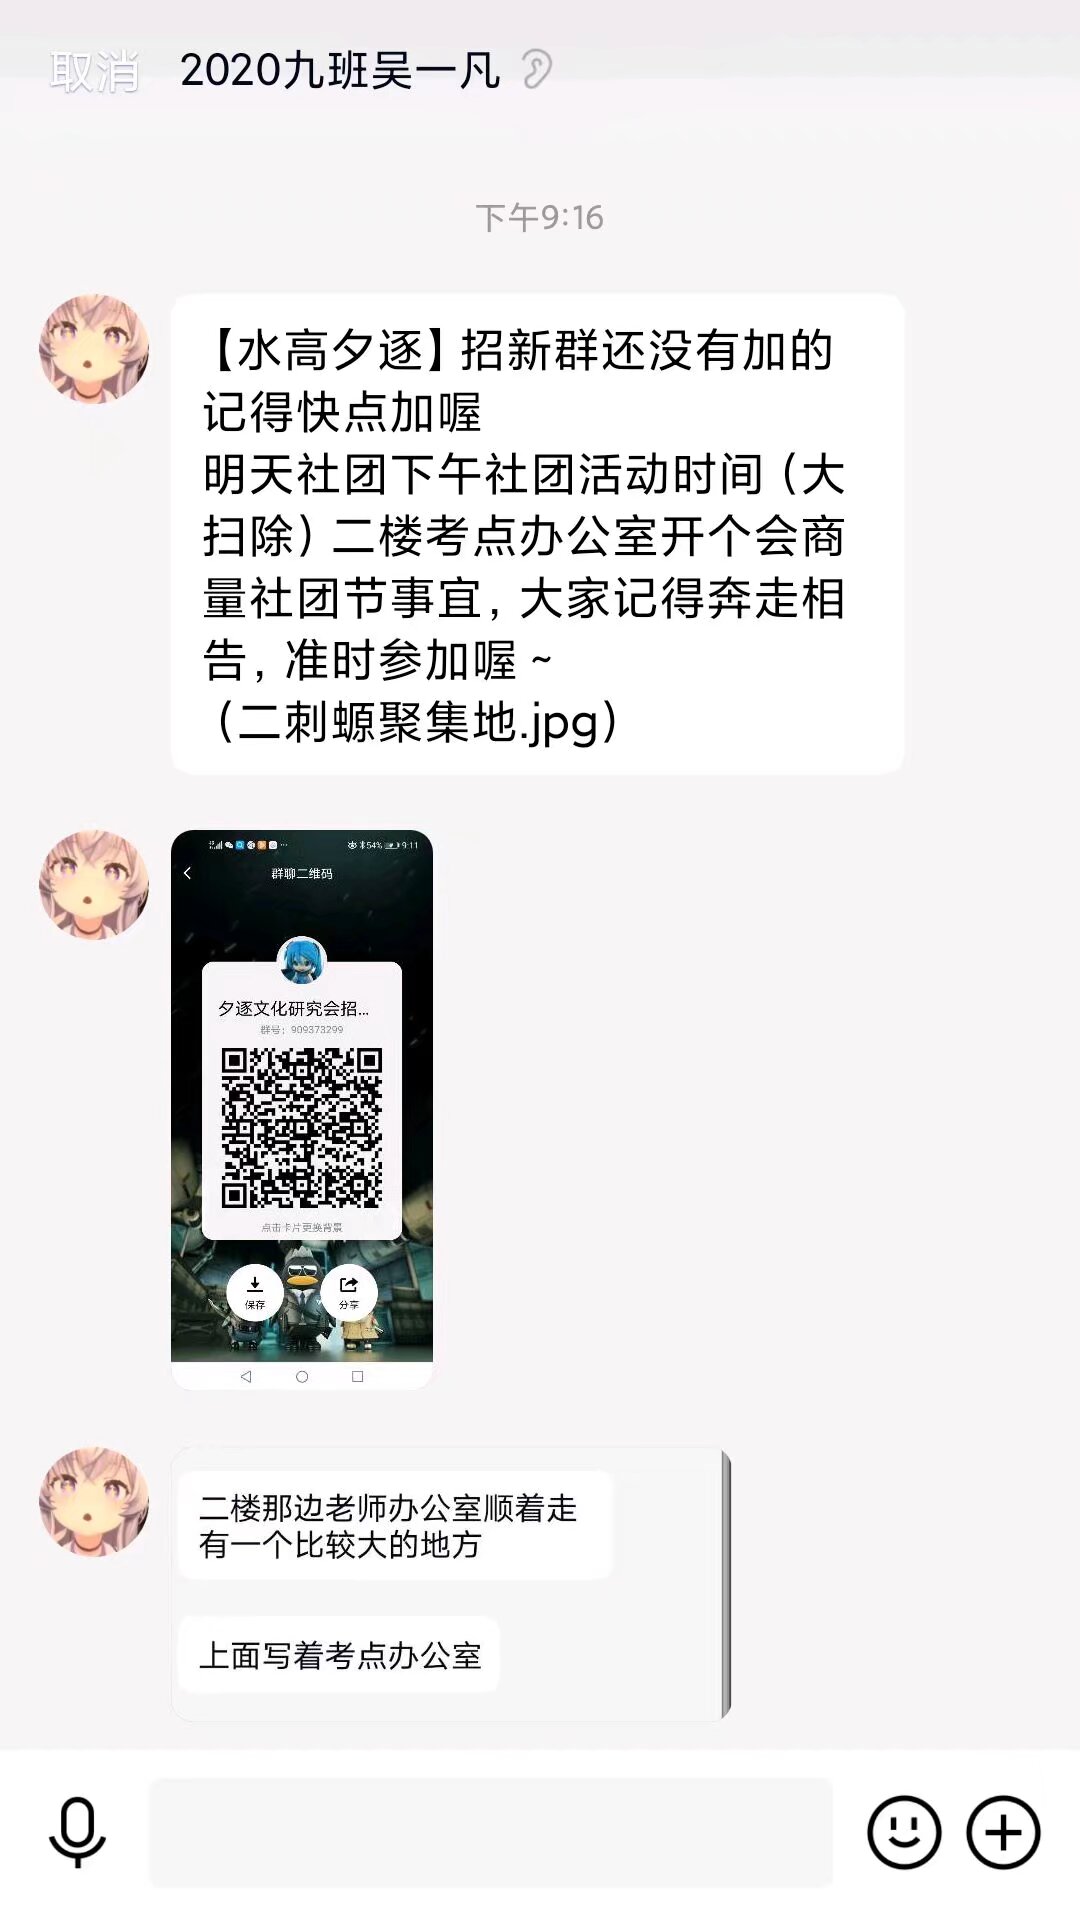 取消 2020九班吴一凡
下午9:16
【水高夕逐】招新群还没有加的
记得快点加喔
明天社团下午社团活动时间（大
扫除）二楼考点办公室开个会商
量社团节事宜，大家记得奔走相
告，准时参加喔～
（二刺螈聚集地.jpg）
54% 9:11
群聊二维码
夕逐文化研究会招...
群号：909373299
点击卡片更换背景
保存 分享
二楼那边老师办公室顺着走
有一个比较大的地方
上面写着考点办公室